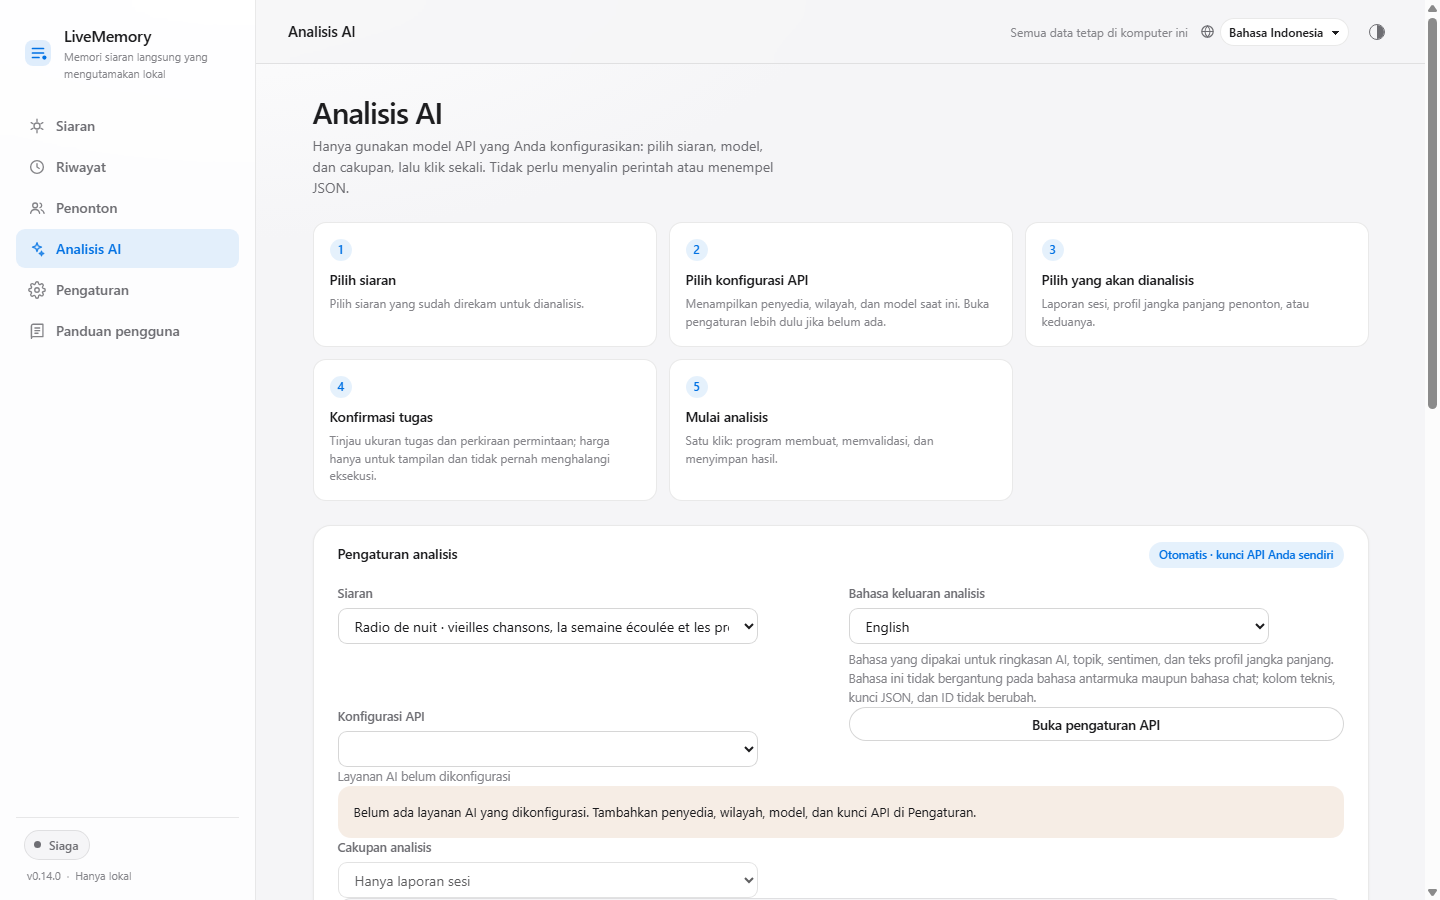 LiveMemory
Memori siaran langsung yang
mengutamakan lokal
Siaran
Riwayat
Penonton
Analisis AI
Pengaturan
Panduan pengguna
Siaga
v0.14.0 · Hanya lokal
Analisis AI
Semua data tetap di komputer ini
Bahasa Indonesia
Analisis AI
Hanya gunakan model API yang Anda konfigurasikan: pilih siaran, model,
dan cakupan, lalu klik sekali. Tidak perlu menyalin perintah atau menempel
JSON.
1
Pilih siaran
Pilih siaran yang sudah direkam untuk dianalisis.
2
Pilih konfigurasi API
Menampilkan penyedia, wilayah, dan model saat ini. Buka
pengaturan lebih dulu jika belum ada.
3
Pilih yang akan dianalisis
Laporan sesi, profil jangka panjang penonton, atau
keduanya.
4
Konfirmasi tugas
Tinjau ukuran tugas dan perkiraan permintaan; harga
hanya untuk tampilan dan tidak pernah menghalangi
eksekusi.
5
Mulai analisis
Satu klik: program membuat, memvalidasi, dan
menyimpan hasil.
Pengaturan analisis
Otomatis · kunci API Anda sendiri
Siaran
Radio de nuit · vieilles chansons, la semaine écoulée et les pr
Bahasa keluaran analisis
English
Bahasa yang dipakai untuk ringkasan AI, topik, sentimen, dan teks profil jangka panjang.
Bahasa ini tidak bergantung pada bahasa antarmuka maupun bahasa chat; kolom teknis,
kunci JSON, dan ID tidak berubah.
Konfigurasi API
Buka pengaturan API
Layanan AI belum dikonfigurasi
Belum ada layanan AI yang dikonfigurasi. Tambahkan penyedia, wilayah, model, dan kunci API di Pengaturan.
Cakupan analisis
Hanya laporan sesi